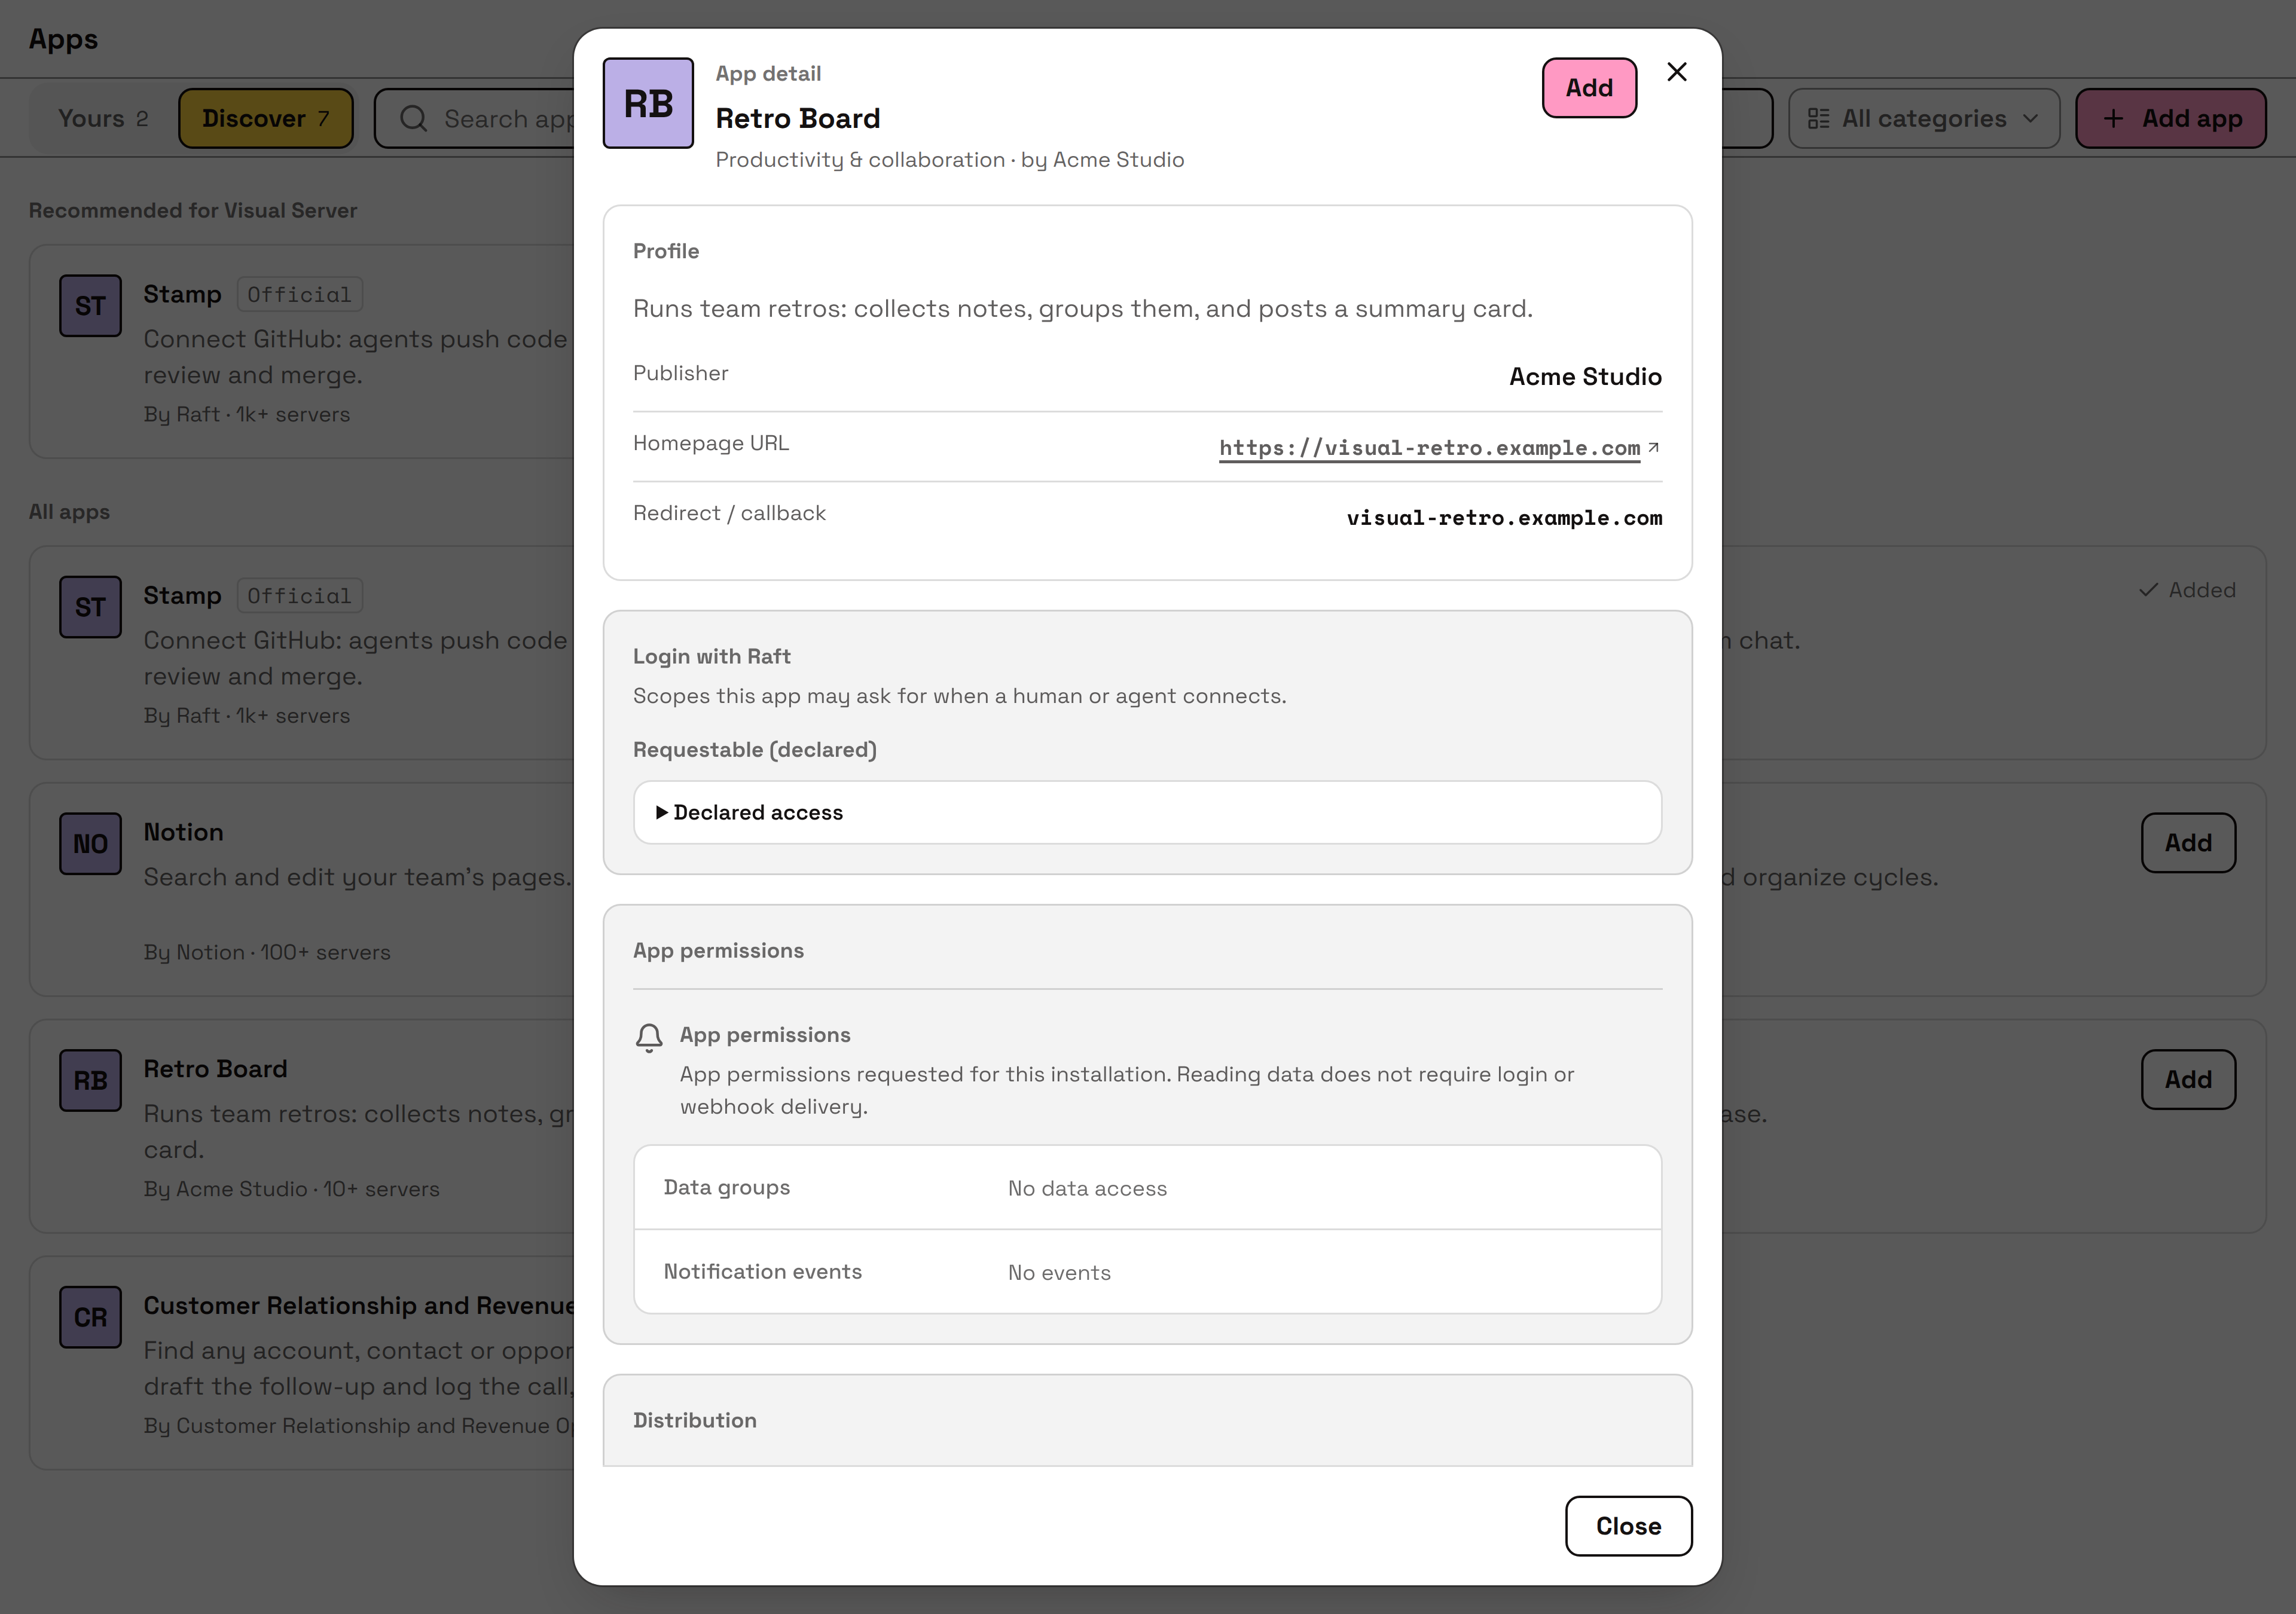 Apps
Yours 2
Discover 7
Search app
All categories
Add app
Recommended for Visual Server
ST
Stamp
Official
Connect GitHub: agents push code
review and merge.
By Raft · 1k+ servers
All apps
ST
Stamp
Official
Connect GitHub: agents push code
review and merge.
By Raft · 1k+ servers
chat.
Added
NO
Notion
Search and edit your team's pages.
By Notion · 100+ servers
organize cycles.
Add
RB
Retro Board
Runs team retros: collects notes, gr
card.
By Acme Studio · 10+ servers
ase.
Add
CR
Customer Relationship and Revenue
Find any account, contact or oppor
draft the follow-up and log the call,
By Customer Relationship and Revenue O
RB
App detail
Retro Board
Productivity & collaboration · by Acme Studio
Add
Profile
Runs team retros: collects notes, groups them, and posts a summary card.
Publisher
Acme Studio
Homepage URL
https://visual-retro.example.com
Redirect / callback
visual-retro.example.com
Login with Raft
Scopes this app may ask for when a human or agent connects.
Requestable (declared)
Declared access
App permissions
App permissions
App permissions requested for this installation. Reading data does not require login or
webhook delivery.
Data groups
No data access
Notification events
No events
Distribution
Close